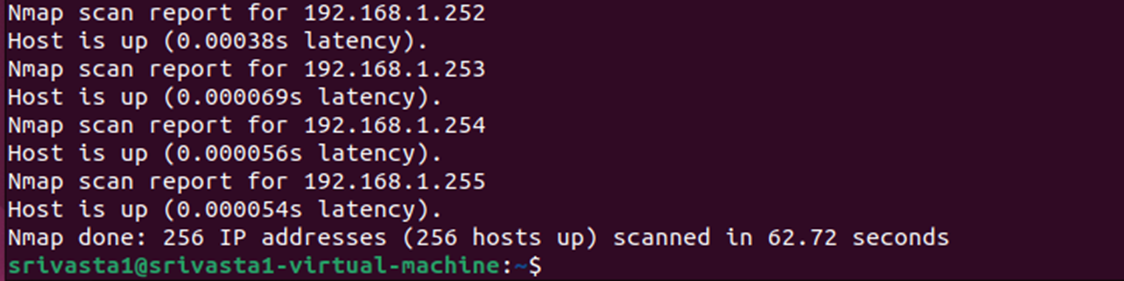 Nmap scan report for 192.168.1.252
Host is up (0.00038s latency).
Nmap scan report for 192.168.1.253
Host is up (0.000069s latency).
Nmap scan report for 192.168.1.254
Host is up (0.000056s latency).
Nmap scan report for 192.168.1.255
Host is up (0.000054s latency).
Nmap done: 256 IP addresses (256 hosts up) scanned in 62.72 seconds
srivasta1@srivasta1-virtual-machine:~$